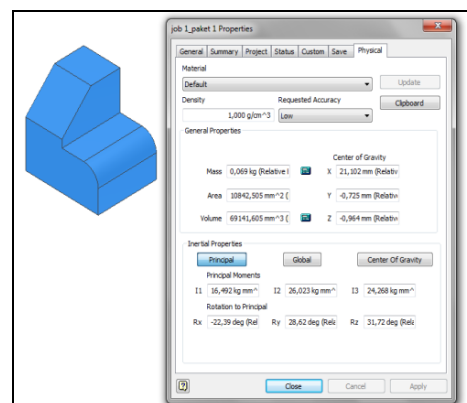 job 1_paket 1 Properties
General Summary Project Status Custom Save Physical
Material
Default Update
Density Requested Accuracy
1,000 g/cm^3 Low Clipboard
General Properties
Center of Gravity
Mass 0,069 kg (Relative I X 21,102 mm (Relativ
Area 10842,505 mm^2 ( Y -0,725 mm (Relativ
Volume 69141,605 mm^3 ( Z -0,964 mm (Relativ
Inertial Properties
Principal Global Center Of Gravity
Principal Moments
I1 16,492 kg mm^ I2 26,023 kg mm^ I3 24,268 kg mm^
Rotation to Principal
Rx -22,39 deg (Rel Ry 28,62 deg (Rela Rz 31,72 deg (Rela
? Close Cancel Apply